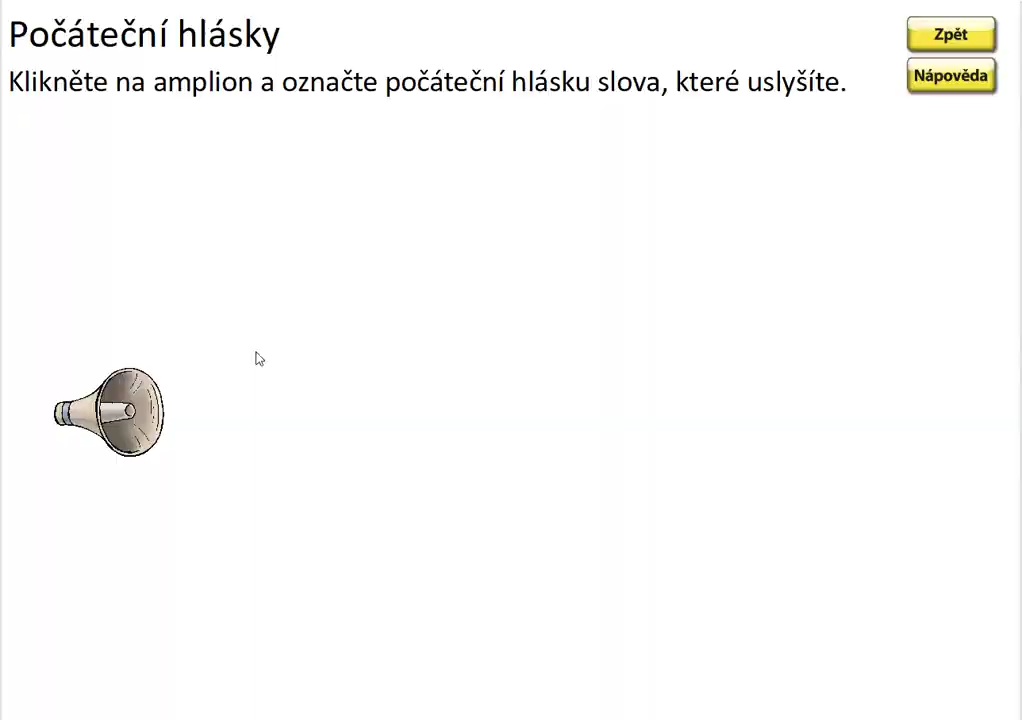 Počáteční hlásky
Zpět
Klikněte na amplion a označte počáteční hlásku slova, které uslyšíte.
Nápověda